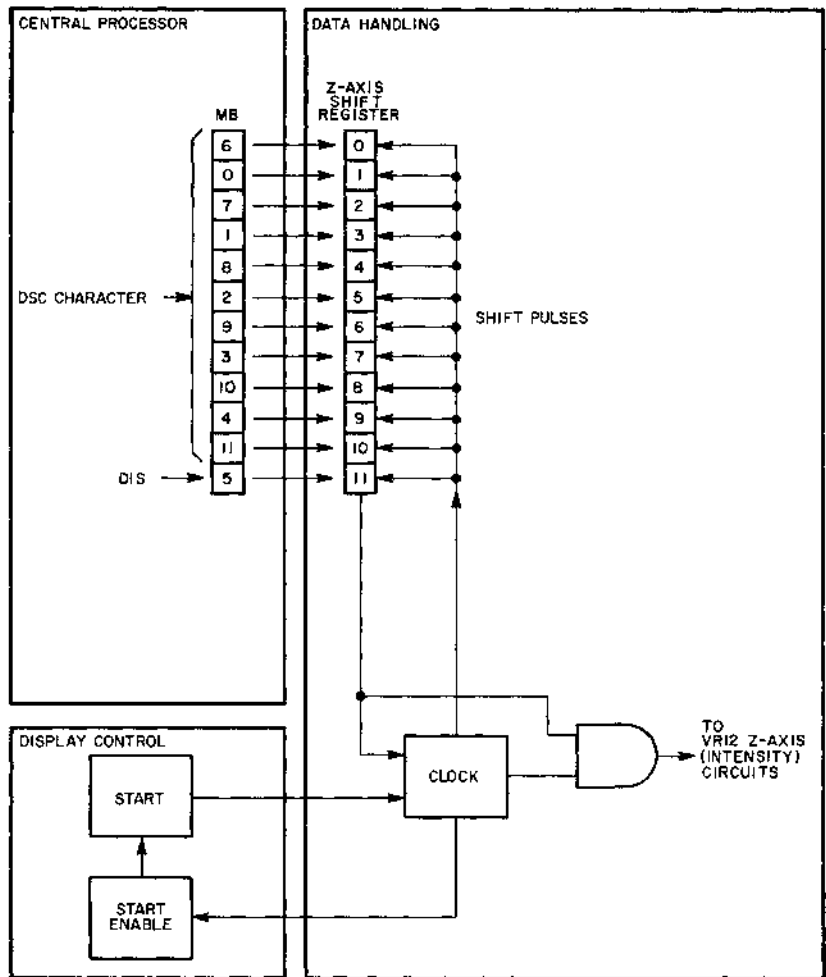 CENTRAL PROCESSOR
DATA HANDLING
MB
Z-AXIS
SHIFT
REGISTER
6 0
0 1
7 2
1 3
8 4
2 5
9 6
3 7
10 8
4 9
11 10
5 11
DSC CHARACTER
DIS
SHIFT PULSES
DISPLAY CONTROL
START
START
ENABLE
CLOCK
TO
VR12 Z-AXIS
(INTENSITY)
CIRCUITS